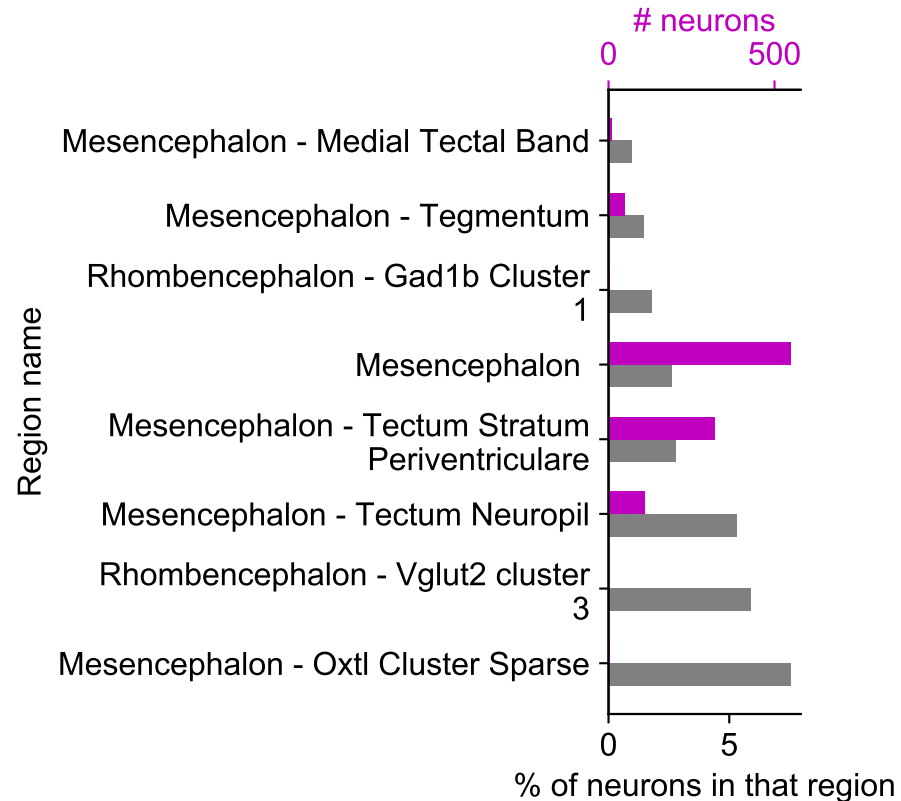 # neurons
0 500
Mesencephalon - Medial Tectal Band
Mesencephalon - Tegmentum
Rhombencephalon - Gad1b Cluster
1
Mesencephalon
Mesencephalon - Tectum Stratum
Periventriculare
Mesencephalon - Tectum Neuropil
Rhombencephalon - Vglut2 cluster
3
Mesencephalon - Oxtl Cluster Sparse
Region name
0 5
% of neurons in that region